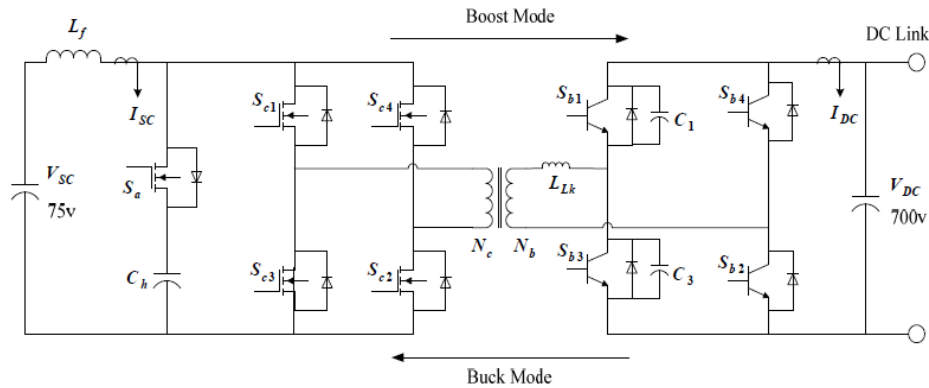 Boost Mode
DC Link
L_f
I_SC
S_c1
S_c4
S_b1
C_1
S_b4
I_DC
V_SC
75v
S_a
L_Lk
V_DC
700v
N_c
N_b
C_h
S_c3
S_c2
S_b3
C_3
S_b2
Buck Mode